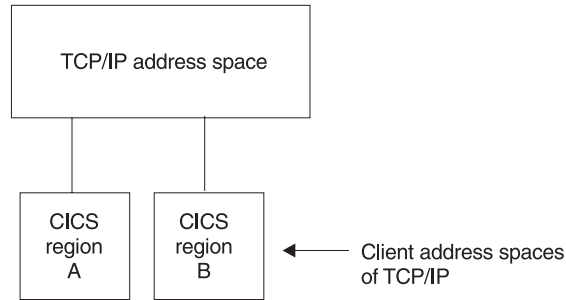 TCP/IP address space
CICS
region
A
CICS
region
B
Client address spaces
of TCP/IP